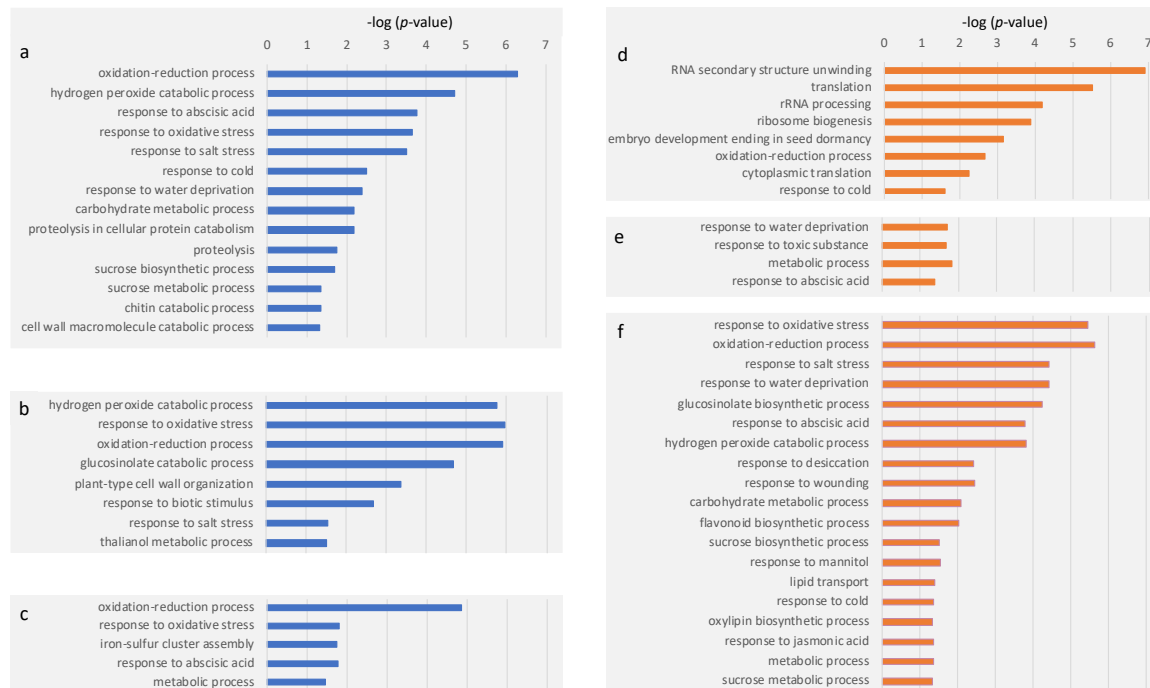 -log (p-value)
0 1 2 3 4 5 6 7
a
oxidation-reduction process
hydrogen peroxide catabolic process
response to abscisic acid
response to oxidative stress
response to salt stress
response to cold
response to water deprivation
carbohydrate metabolic process
proteolysis in cellular protein catabolism
proteolysis
sucrose biosynthetic process
sucrose metabolic process
chitin catabolic process
cell wall macromolecule catabolic process
b
hydrogen peroxide catabolic process
response to oxidative stress
oxidation-reduction process
glucosinolate catabolic process
plant-type cell wall organization
response to biotic stimulus
response to salt stress
thalianol metabolic process
c
oxidation-reduction process
response to oxidative stress
iron-sulfur cluster assembly
response to abscisic acid
metabolic process
-log (p-value)
0 1 2 3 4 5 6 7
d
RNA secondary structure unwinding
translation
rRNA processing
ribosome biogenesis
embryo development ending in seed dormancy
oxidation-reduction process
cytoplasmic translation
response to cold
e
response to water deprivation
response to toxic substance
metabolic process
response to abscisic acid
f
response to oxidative stress
oxidation-reduction process
response to salt stress
response to water deprivation
glucosinolate biosynthetic process
response to abscisic acid
hydrogen peroxide catabolic process
response to desiccation
response to wounding
carbohydrate metabolic process
flavonoid biosynthetic process
sucrose biosynthetic process
response to mannitol
lipid transport
response to cold
oxylipin biosynthetic process
response to jasmonic acid
metabolic process
sucrose metabolic process